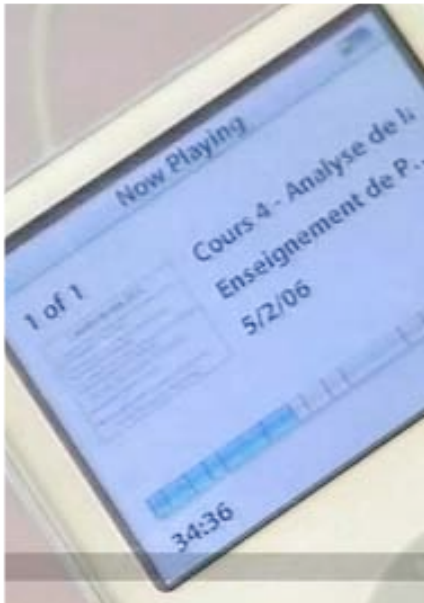 Now Playing
1 of 1
Cours 4 - Analyse de
Enseignement de P...
5/2/06
34:36